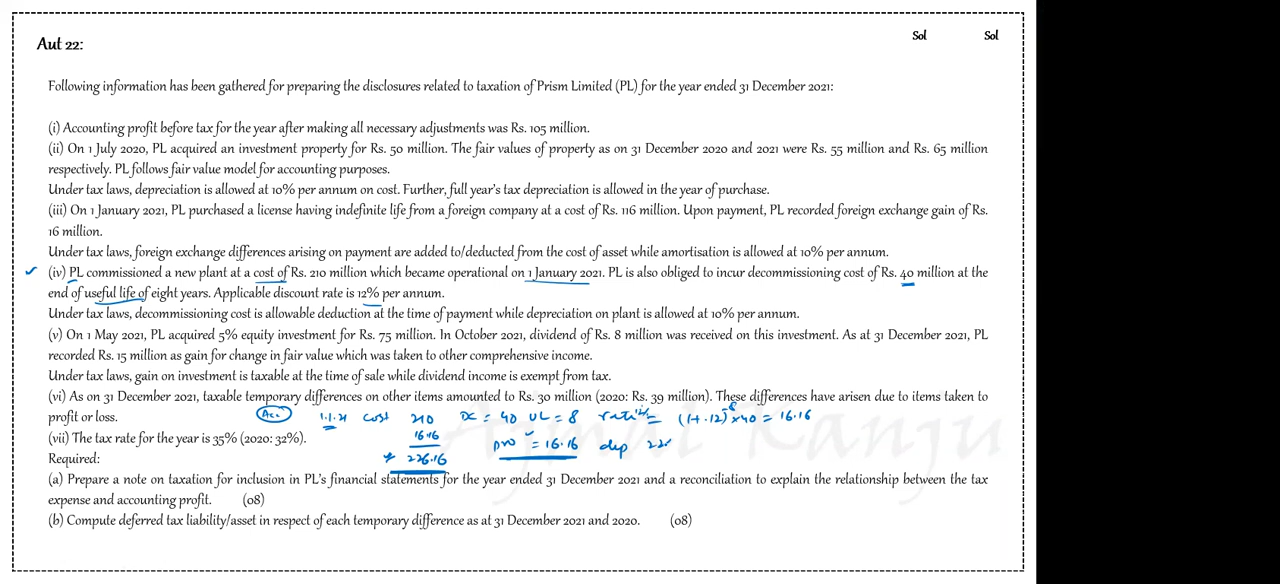 Sol Sol
Aut 22:
Following information has been gathered for preparing the disclosures related to taxation of Prism Limited (PL) for the year ended 31 December 2021:
(i) Accounting profit before tax for the year after making all necessary adjustments was Rs. 105 million.
(ii) On 1 July 2020, PL acquired an investment property for Rs. 50 million. The fair values of property as on 31 December 2020 and 2021 were Rs. 55 million and Rs. 65 million
respectively. PL follows fair value model for accounting purposes.
Under tax laws, depreciation is allowed at 10% per annum on cost. Further, full year's tax depreciation is allowed in the year of purchase.
(iii) On 1 January 2021, PL purchased a license having indefinite life from a foreign company at a cost of Rs. 116 million. Upon payment, PL recorded foreign exchange gain of Rs.
16 million.
Under tax laws, foreign exchange differences arising on payment are added to/deducted from the cost of asset while amortisation is allowed at 10% per annum.
(iv) PL commissioned a new plant at a cost of Rs. 210 million which became operational on 1 January 2021. PL is also obliged to incur decommissioning cost of Rs. 40 million at the
end of useful life of eight years. Applicable discount rate is 12% per annum.
Under tax laws, decommissioning cost is allowable deduction at the time of payment while depreciation on plant is allowed at 10% per annum.
(v) On 1 May 2021, PL acquired 5% equity investment for Rs. 75 million. In October 2021, dividend of Rs. 8 million was received on this investment. As at 31 December 2021, PL
recorded Rs. 15 million as gain for change in fair value which was taken to other comprehensive income.
Under tax laws, gain on investment is taxable at the time of sale while dividend income is exempt from tax.
(vi) As on 31 December 2021, taxable temporary differences on other items amounted to Rs. 30 million (2020: Rs. 39 million). These differences have arisen due to items taken to
profit or loss. Acc 1.1.21 cost 210 DC = 40 UL = 8 rate 12% = (1+.12)^-8 × 40 = 16.16
(vii) The tax rate for the year is 35% (2020: 32%). 16.16 pro = 16.16 dep 226
Required: 226.16
(a) Prepare a note on taxation for inclusion in PL's financial statements for the year ended 31 December 2021 and a reconciliation to explain the relationship between the tax
expense and accounting profit. (08)
(b) Compute deferred tax liability/asset in respect of each temporary difference as at 31 December 2021 and 2020. (08)
Ajmal Kanju